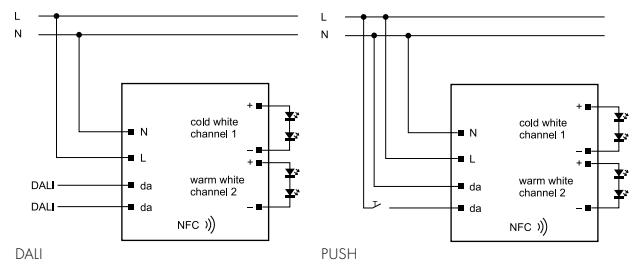 L
N
+
cold white
channel 1
N
–
+
L
DALI
da
warm white
channel 2
DALI
da
–
NFC
DALI
L
N
+
cold white
channel 1
N
–
+
L
da
warm white
channel 2
da
–
NFC
PUSH